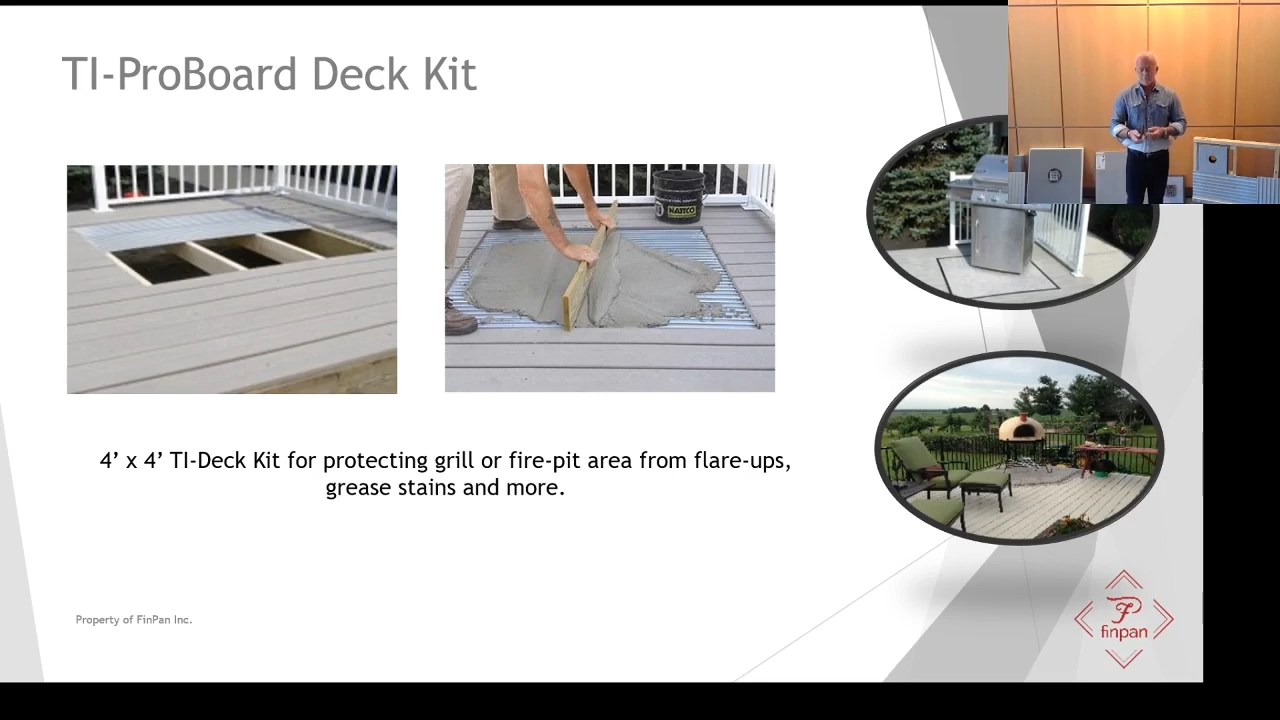 TI-ProBoard Deck Kit
NATCO
4’ x 4’ TI-Deck Kit for protecting grill or fire-pit area from flare-ups,
grease stains and more.
Property of FinPan Inc.
finpan